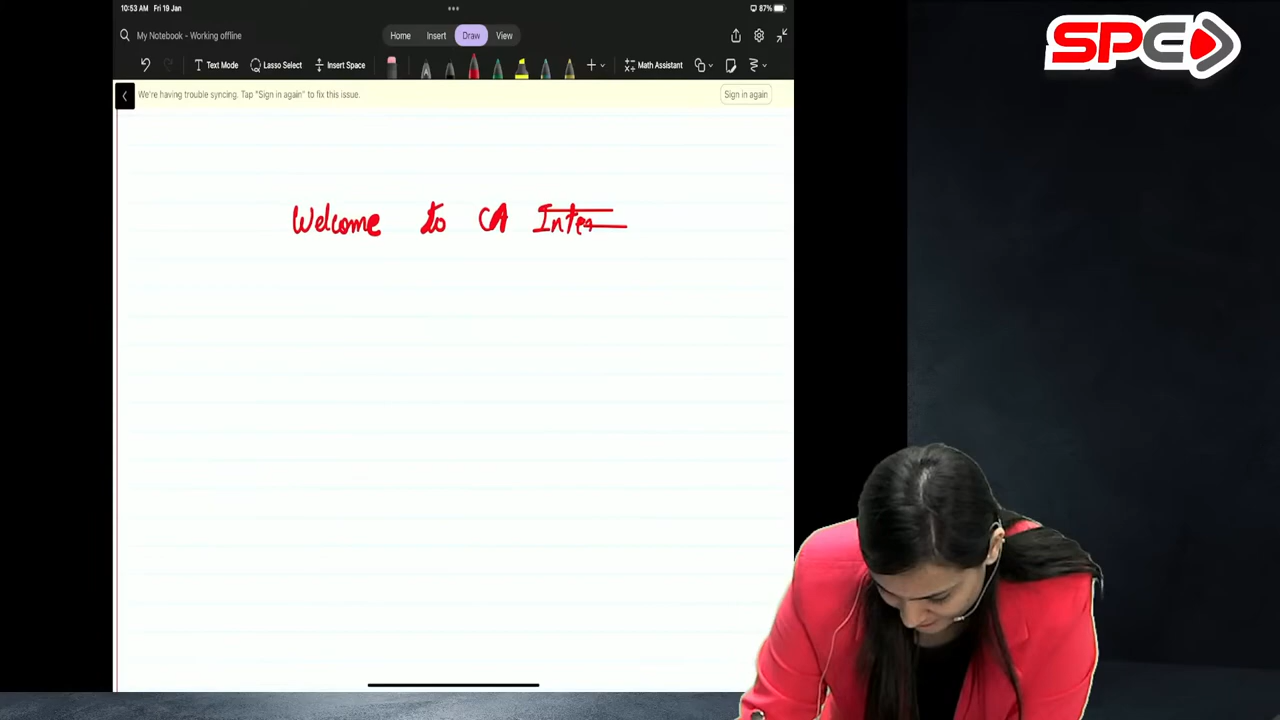 10:53 AM Fri 19 Jan
87%
My Notebook - Working offline
Home Insert Draw View
Text Mode Lasso Select Insert Space Math Assistant
We're having trouble syncing. Tap "Sign in again" to fix this issue.
Sign in again
Welcome to CA Inter
SPE